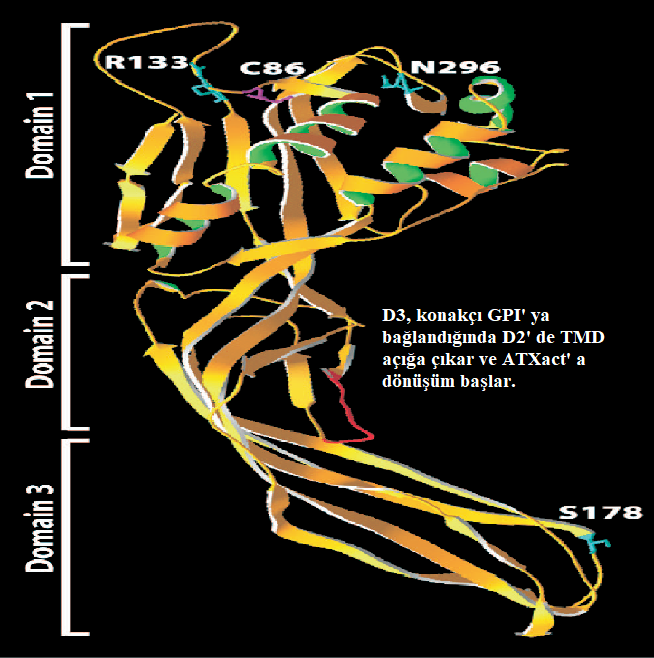 R133
C86
N296
Domain 1
Domain 2
D3, konakçı GPI' ya
bağlandığında D2' de TMD
açığa çıkar ve ATXact' a
dönüşüm başlar.
Domain 3
S178